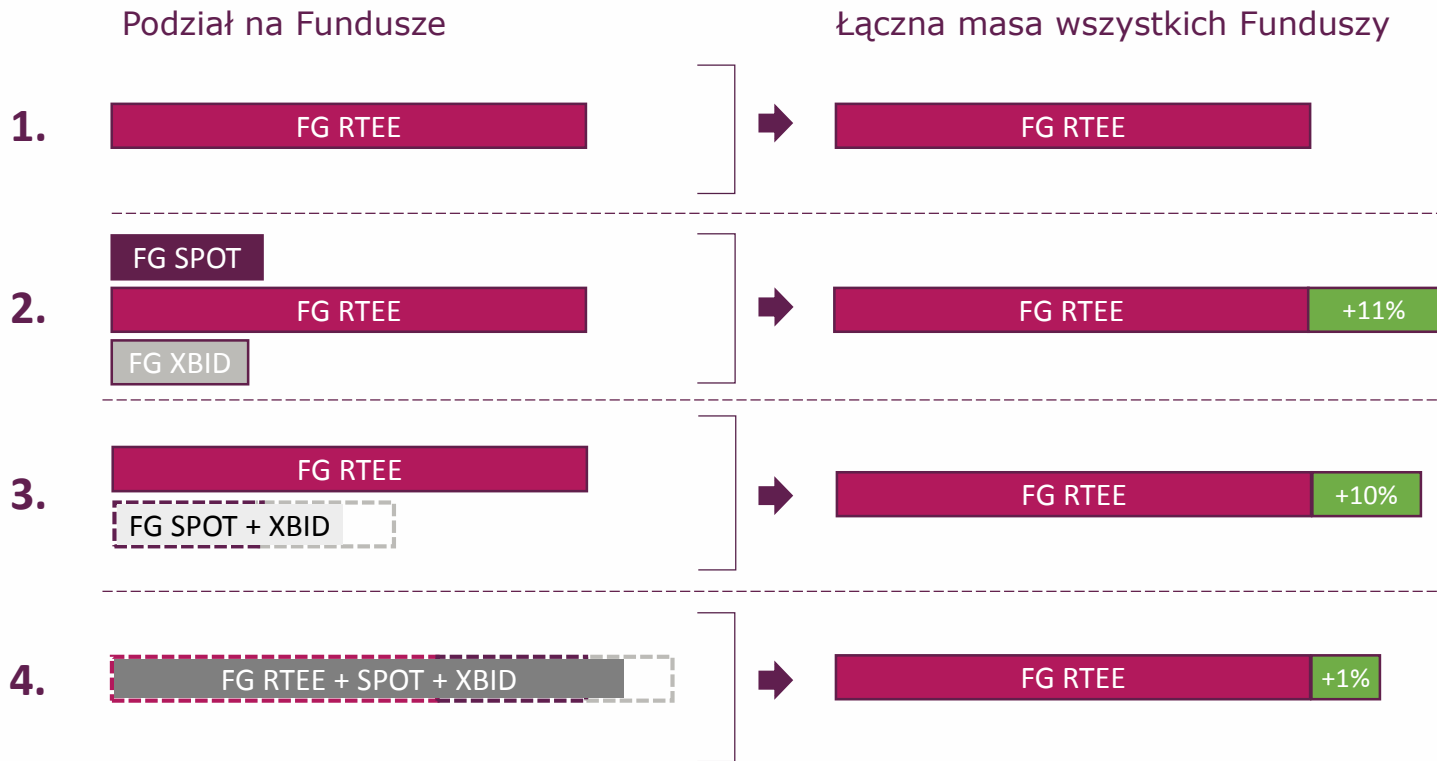 Podział na Fundusze
Łączna masa wszystkich Funduszy
1.
FG RTEE
FG RTEE
2.
FG SPOT
FG RTEE
FG XBID
FG RTEE
+11%
3.
FG RTEE
FG SPOT + XBID
FG RTEE
+10%
4.
FG RTEE + SPOT + XBID
FG RTEE
+1%